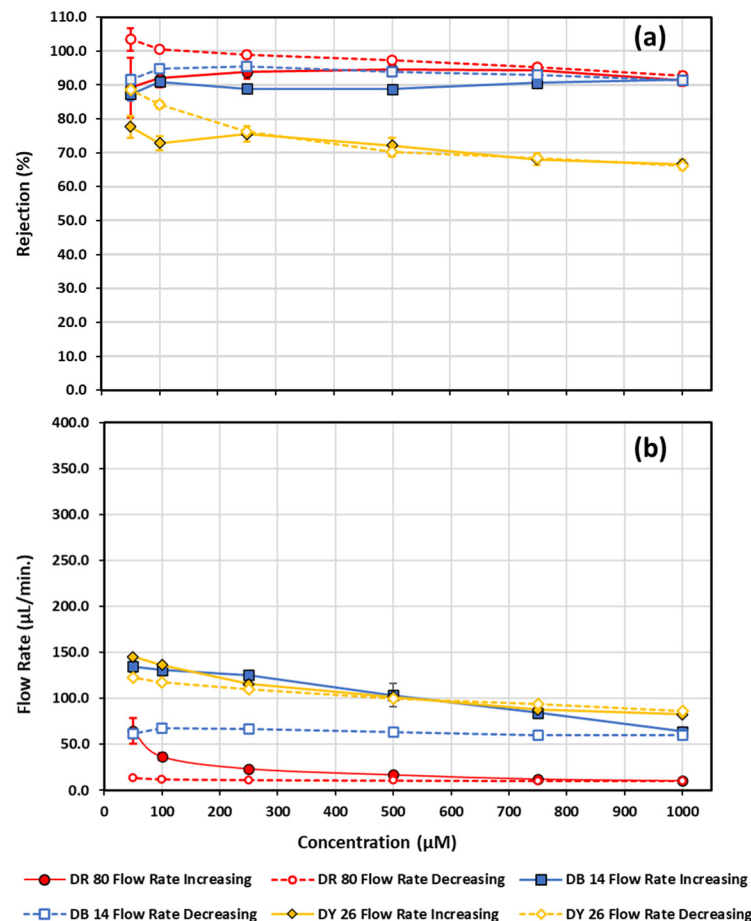 (a)
110.0
100.0
90.0
80.0
70.0
60.0
50.0
40.0
30.0
20.0
10.0
0.0
Rejection (%)
(b)
400.0
350.0
300.0
250.0
200.0
150.0
100.0
50.0
0.0
Flow Rate (µL/min.)
0 100 200 300 400 500 600 700 800 900 1000
Concentration (µM)
DR 80 Flow Rate Increasing DR 80 Flow Rate Decreasing DB 14 Flow Rate Increasing
DB 14 Flow Rate Decreasing DY 26 Flow Rate Increasing DY 26 Flow Rate Decreasing